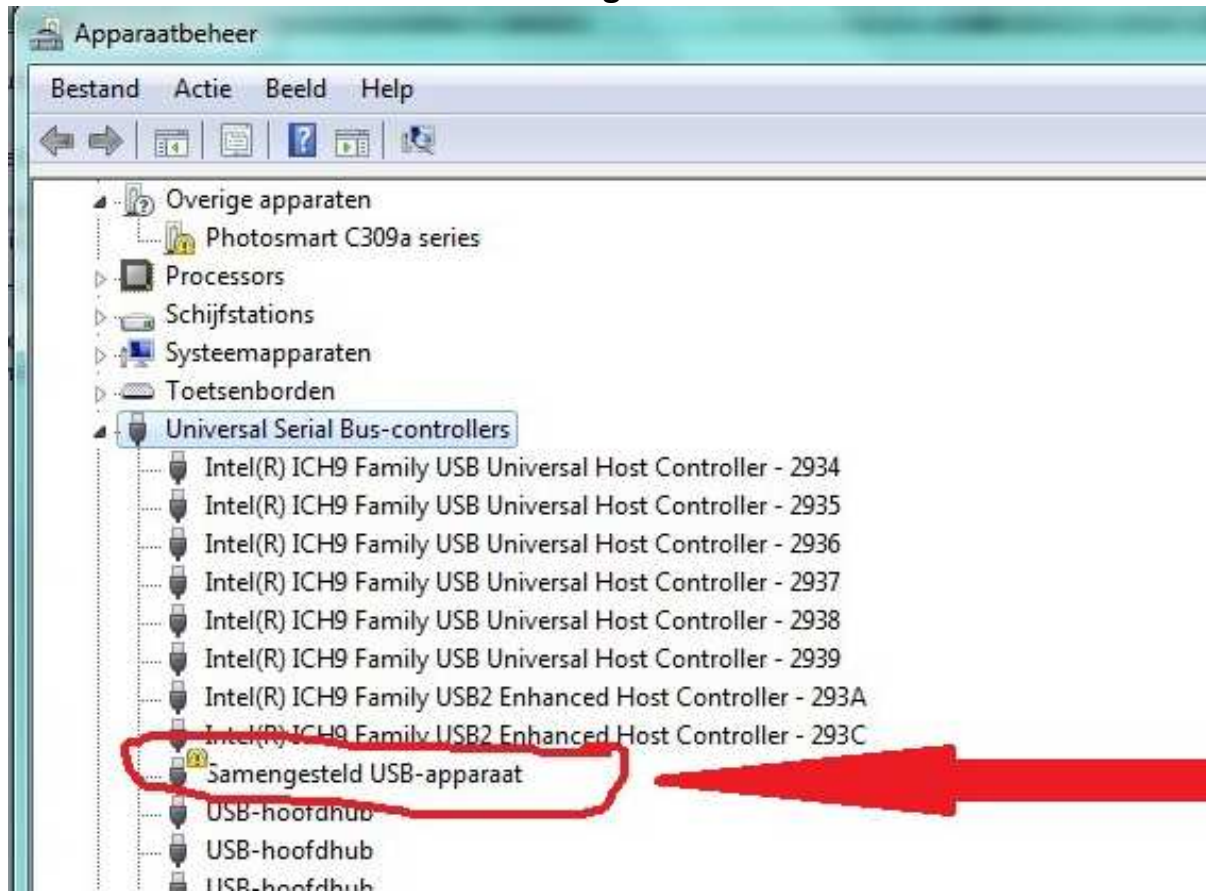 Apparaatbeheer
Bestand Actie Beeld Help
Overige apparaten
Photosmart C309a series
Processors
Schijfstations
Systeemapparaten
Toetsenborden
Universal Serial Bus-controllers
Intel(R) ICH9 Family USB Universal Host Controller - 2934
Intel(R) ICH9 Family USB Universal Host Controller - 2935
Intel(R) ICH9 Family USB Universal Host Controller - 2936
Intel(R) ICH9 Family USB Universal Host Controller - 2937
Intel(R) ICH9 Family USB Universal Host Controller - 2938
Intel(R) ICH9 Family USB Universal Host Controller - 2939
Intel(R) ICH9 Family USB2 Enhanced Host Controller - 293A
Intel(R) ICH9 Family USB2 Enhanced Host Controller - 293C
Samengesteld USB-apparaat
USB-hoofdhub
USB-hoofdhub
USB-hoofdhub